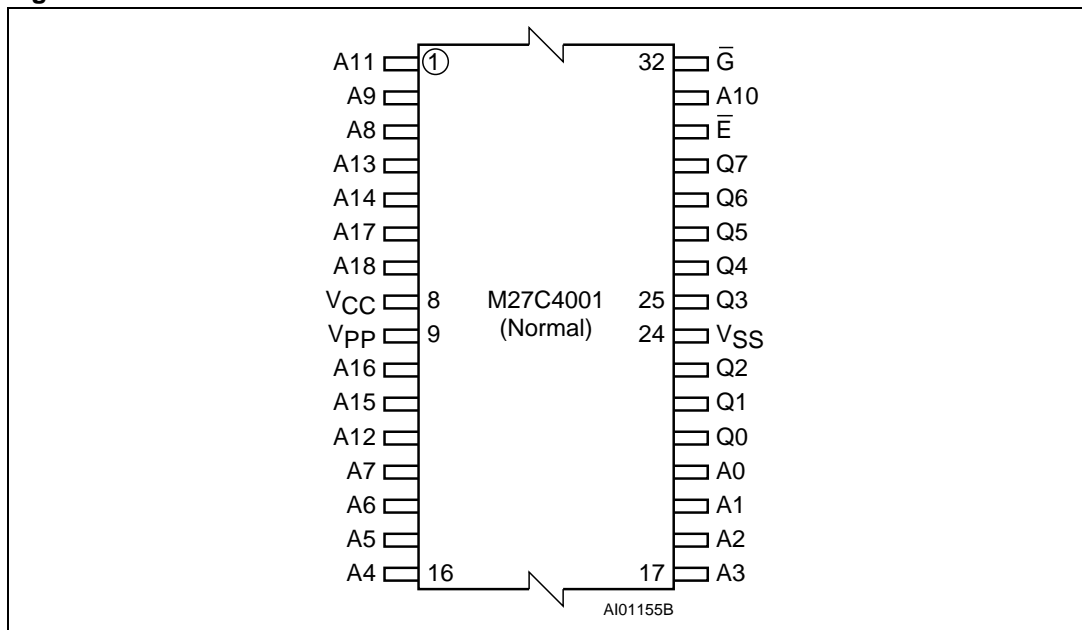 A11 1 32 G̅
A9 A10
A8 E̅
A13 Q7
A14 Q6
A17 Q5
A18 Q4
VCC 8 M27C4001 25 Q3
VPP 9 (Normal) 24 VSS
A16 Q2
A15 Q1
A12 Q0
A7 A0
A6 A1
A5 A2
A4 16 17 A3
AI01155B